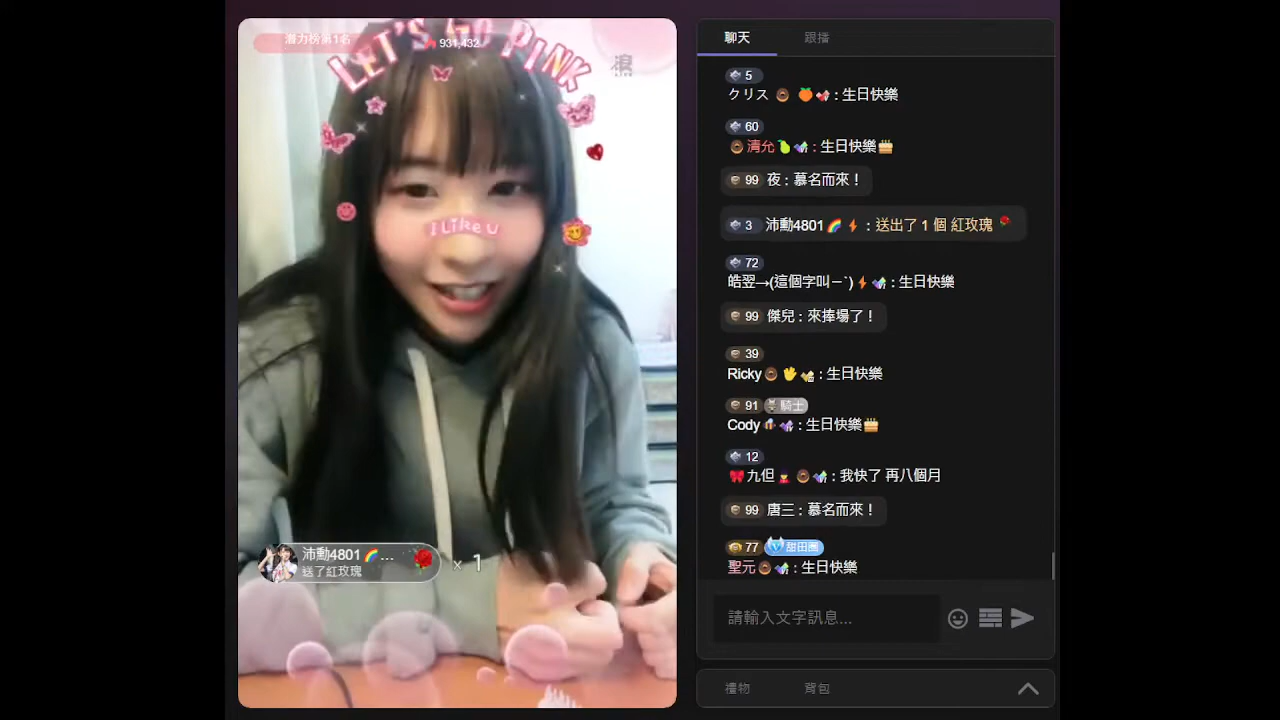 潛力榜第1名
931,432
LET'S GO PINK
浪
LIVE
I Like U
沛勳4801🌈...
送了紅玫瑰
× 1
聊天
跟播
5
クリス🍩🍊 : 生日快樂
60
🍩清允🍐 : 生日快樂🎂
99 夜 : 慕名而來！
3 沛勳4801🌈⚡ : 送出了 1 個 紅玫瑰 🌹
72
皓翌→(這個字叫ㄧˋ)⚡ : 生日快樂
99 傑兒 : 來捧場了！
39
Ricky🍩🖖 : 生日快樂
91 騎士
Cody : 生日快樂🎂
12
🎀九但🍩 : 我快了 再八個月
99 唐三 : 慕名而來！
77 甜田圈
聖元🍩 : 生日快樂
請輸入文字訊息...
禮物
背包